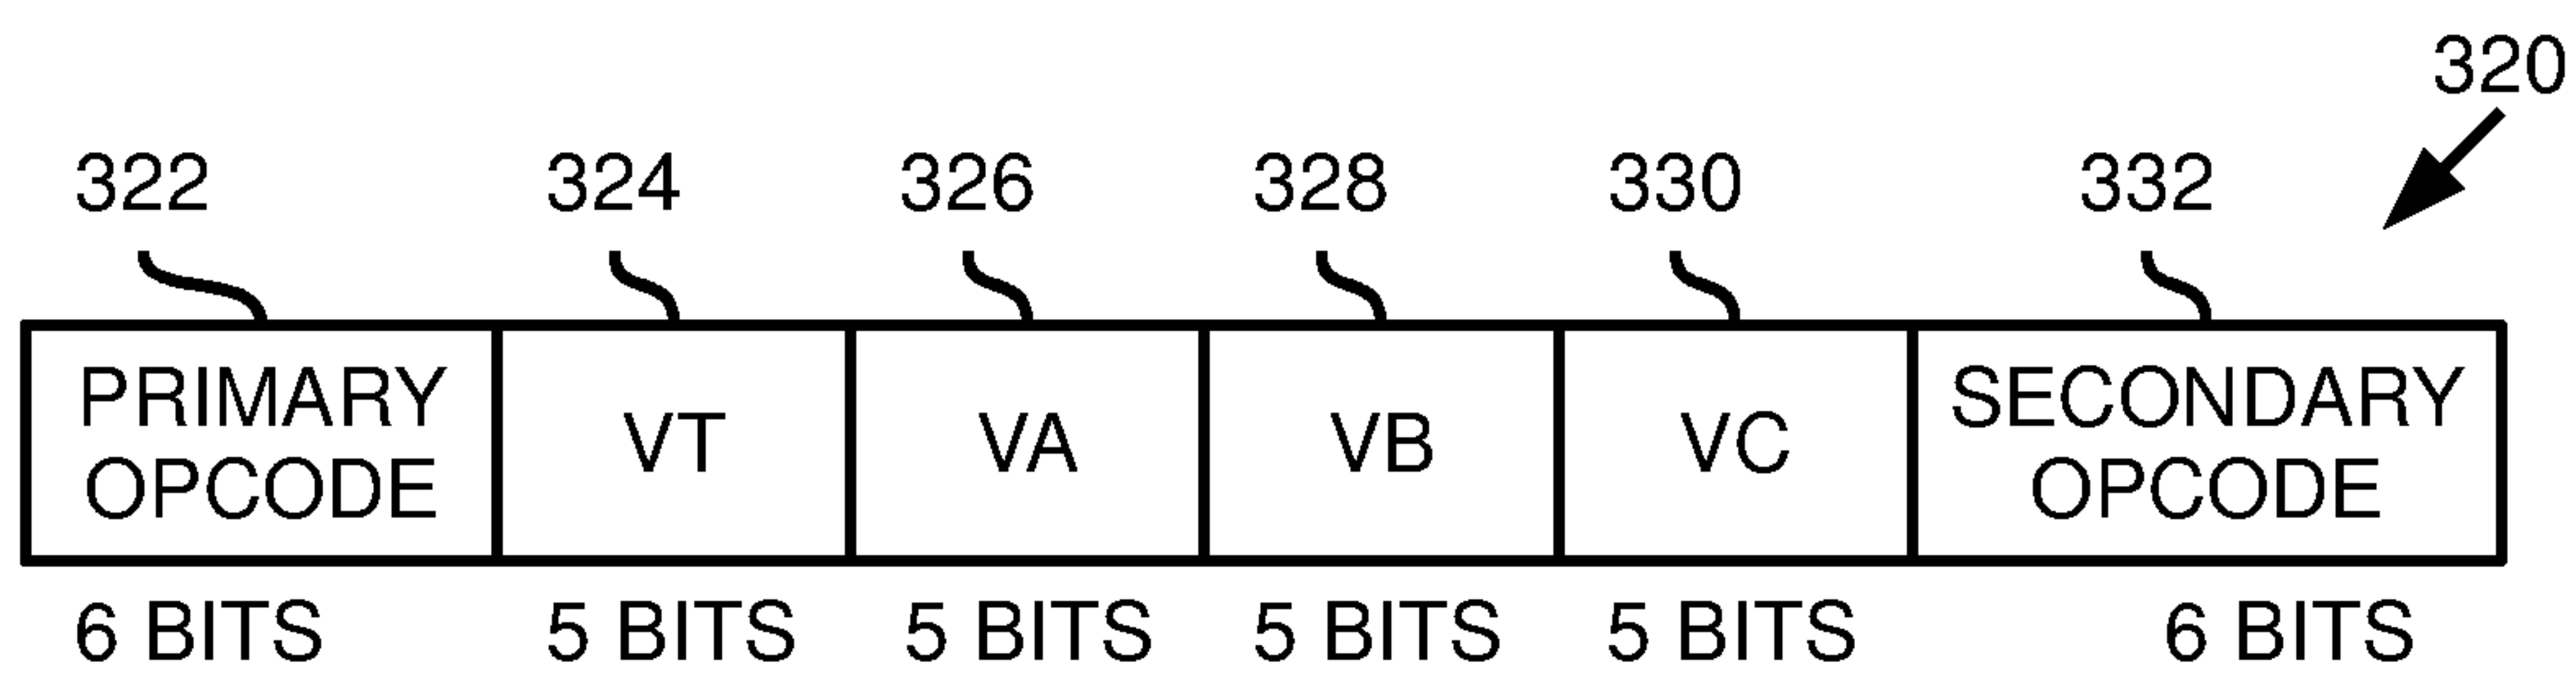 320
322 324 326 328 330 332
PRIMARY OPCODE VT VA VB VC SECONDARY OPCODE
6 BITS 5 BITS 5 BITS 5 BITS 5 BITS 6 BITS